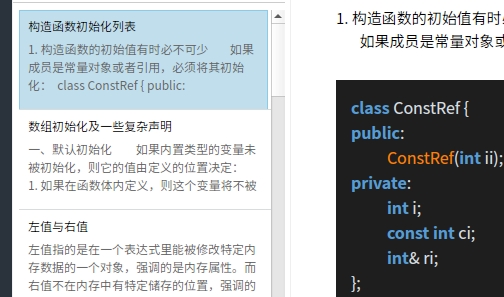 构造函数初始化列表
1. 构造函数的初始值有时必不可少 如果
成员是常量对象或者引用，必须将其初始
化： class ConstRef { public:
数组初始化及一些复杂声明
一、默认初始化 如果内置类型的变量未
被初始化，则它的值由定义的位置决定：
1. 如果在函数体内定义，则这个变量将不被
左值与右值
左值指的是在一个表达式里能被修改特定内
存数据的一个对象，强调的是内存属性。而
右值不在内存中有特定储存的位置，强调的
1. 构造函数的初始值有时
如果成员是常量对象或
class ConstRef {
public:
ConstRef(int ii);
private:
int i;
const int ci;
int& ri;
};